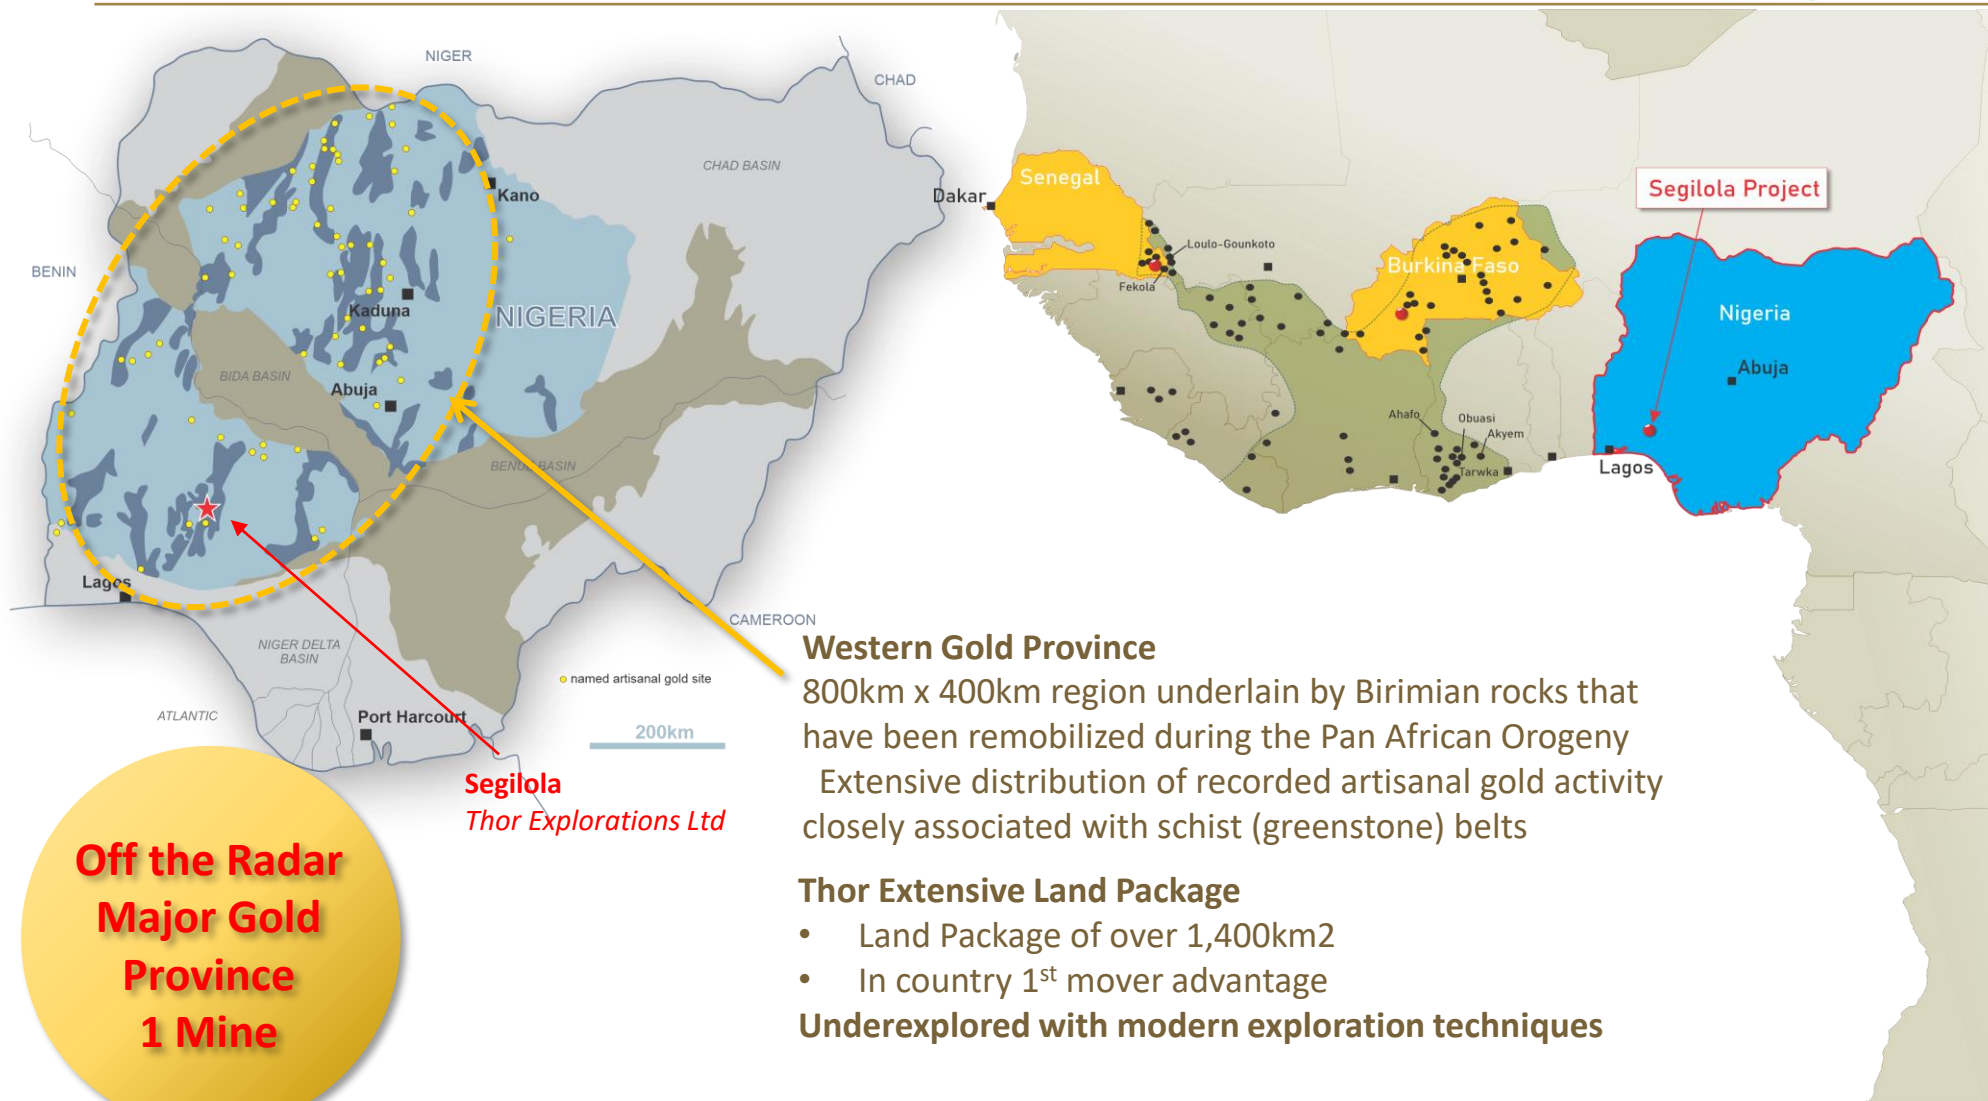 NIGER
CHAD
CHAD BASIN
Kano
BENIN
Kaduna
NIGERIA
BIDA BASIN
Abuja
BENUE BASIN
Lagos
CAMEROON
NIGER DELTA
BASIN
named artisanal gold site
ATLANTIC
Port Harcourt
200km
Segilola
Thor Explorations Ltd
Off the Radar
Major Gold
Province
1 Mine
Senegal
Dakar
Loulo-Gounkoto
Fekola
Burkina Faso
Segilola Project
Nigeria
Abuja
Ahafo
Obuasi
Akyem
Tarwka
Lagos
Western Gold Province
800km x 400km region underlain by Birimian rocks that
have been remobilized during the Pan African Orogeny
Extensive distribution of recorded artisanal gold activity
closely associated with schist (greenstone) belts
Thor Extensive Land Package
• Land Package of over 1,400km2
• In country 1st mover advantage
Underexplored with modern exploration techniques